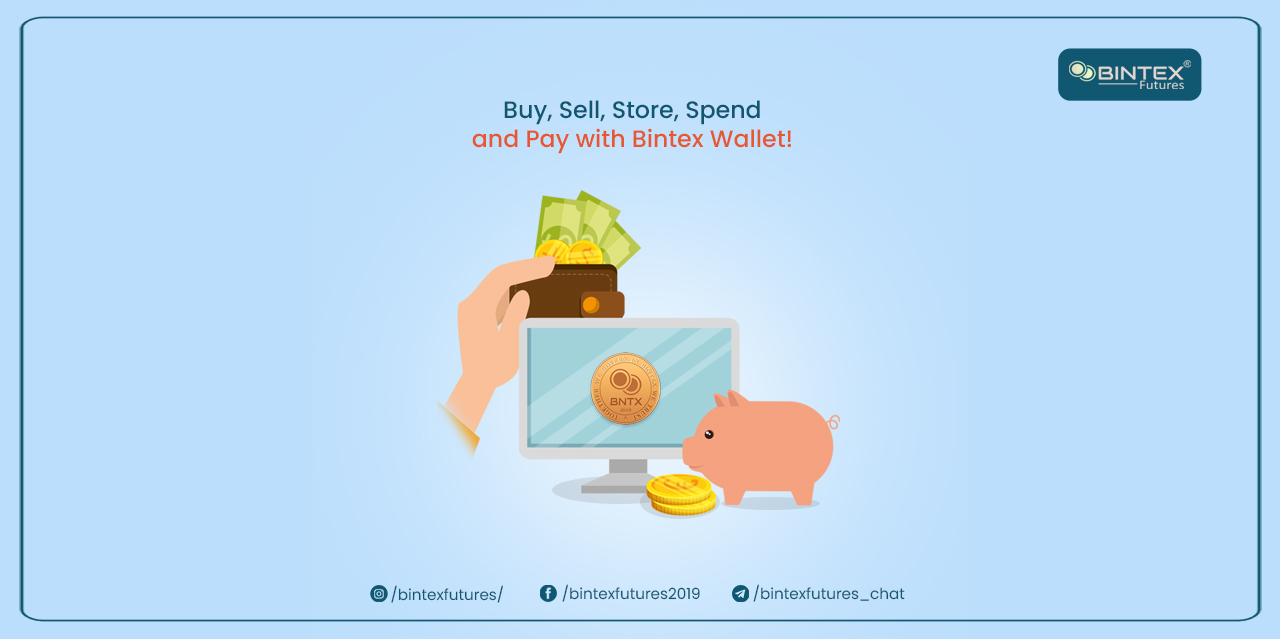 BINTEX®
Futures
Buy, Sell, Store, Spend
and Pay with Bintex Wallet!
BNTX
/bintexfutures/
/bintexfutures2019
/bintexfutures_chat